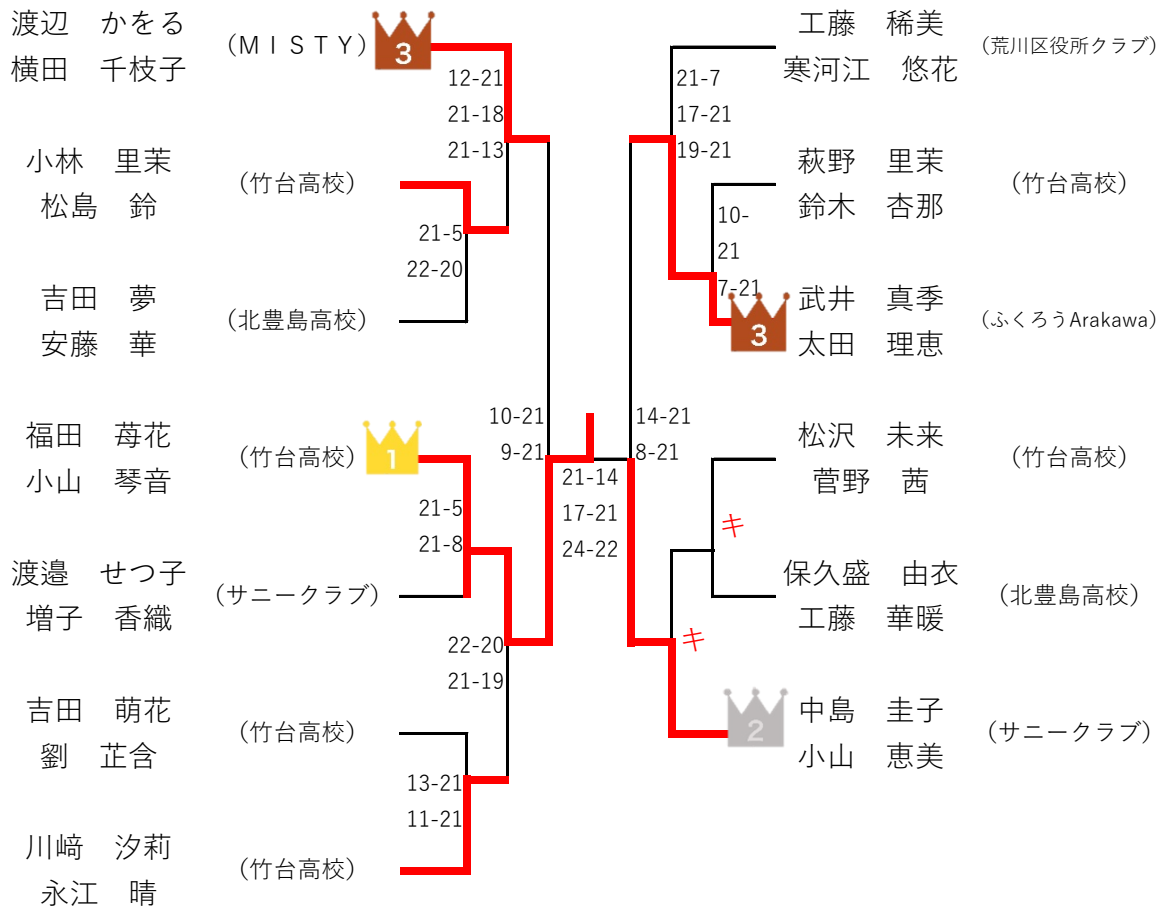 渡辺　かをる
横田　千枝子
（ＭＩＳＴＹ）
3
12-21
21-18
21-13
小林　里茉
松島　鈴
（竹台高校）
21-5
22-20
吉田　夢
安藤　華
（北豊島高校）
福田　苺花
小山　琴音
（竹台高校）
1
21-5
21-8
渡邉　せつ子
増子　香織
（サニークラブ）
22-20
21-19
吉田　萌花
劉　芷含
（竹台高校）
13-21
11-21
川﨑　汐莉
永江　晴
（竹台高校）
10-21
9-21
21-14
17-21
24-22
14-21
8-21
工藤　稀美
寒河江　悠花
（荒川区役所クラブ）
21-7
17-21
19-21
萩野　里茉
鈴木　杏那
（竹台高校）
10-
21
7-21
3
武井　真季
太田　理恵
（ふくろうArakawa）
松沢　未来
菅野　茜
（竹台高校）
キ
保久盛　由衣
工藤　華暖
（北豊島高校）
キ
2
中島　圭子
小山　恵美
（サニークラブ）